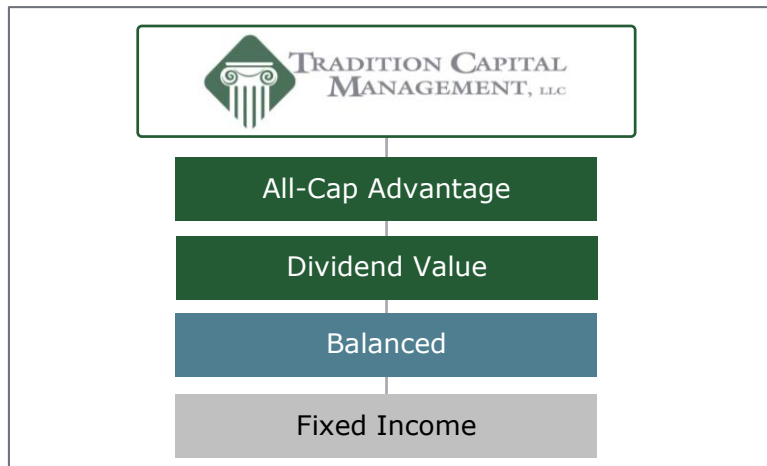 TRADITION CAPITAL
MANAGEMENT, LLC
All-Cap Advantage
Dividend Value
Balanced
Fixed Income